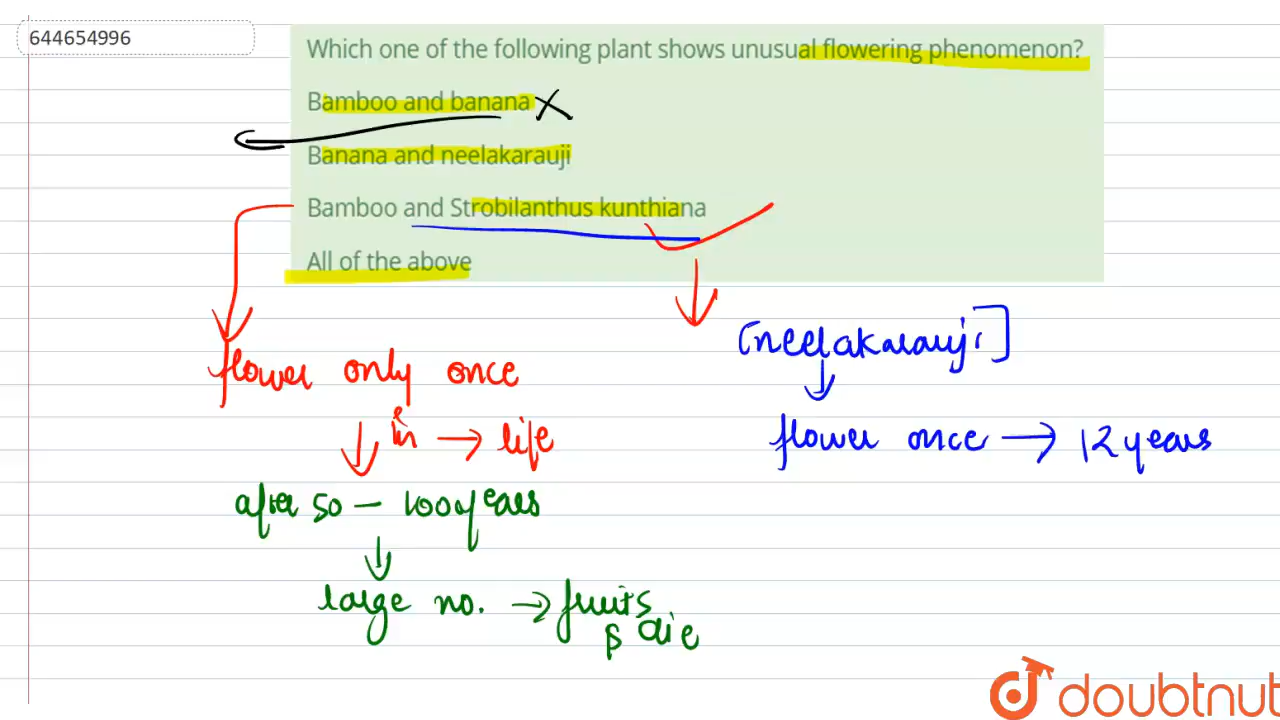 644654996
Which one of the following plant shows unusual flowering phenomenon?
Bamboo and banana
Banana and neelakarauji
Bamboo and Strobilanthus kunthiana
All of the above
[neelakarauji]
flower only once
in → life
flower once → 12 years
after 50 – 100 years
large no. → fruits
& die
doubtnut